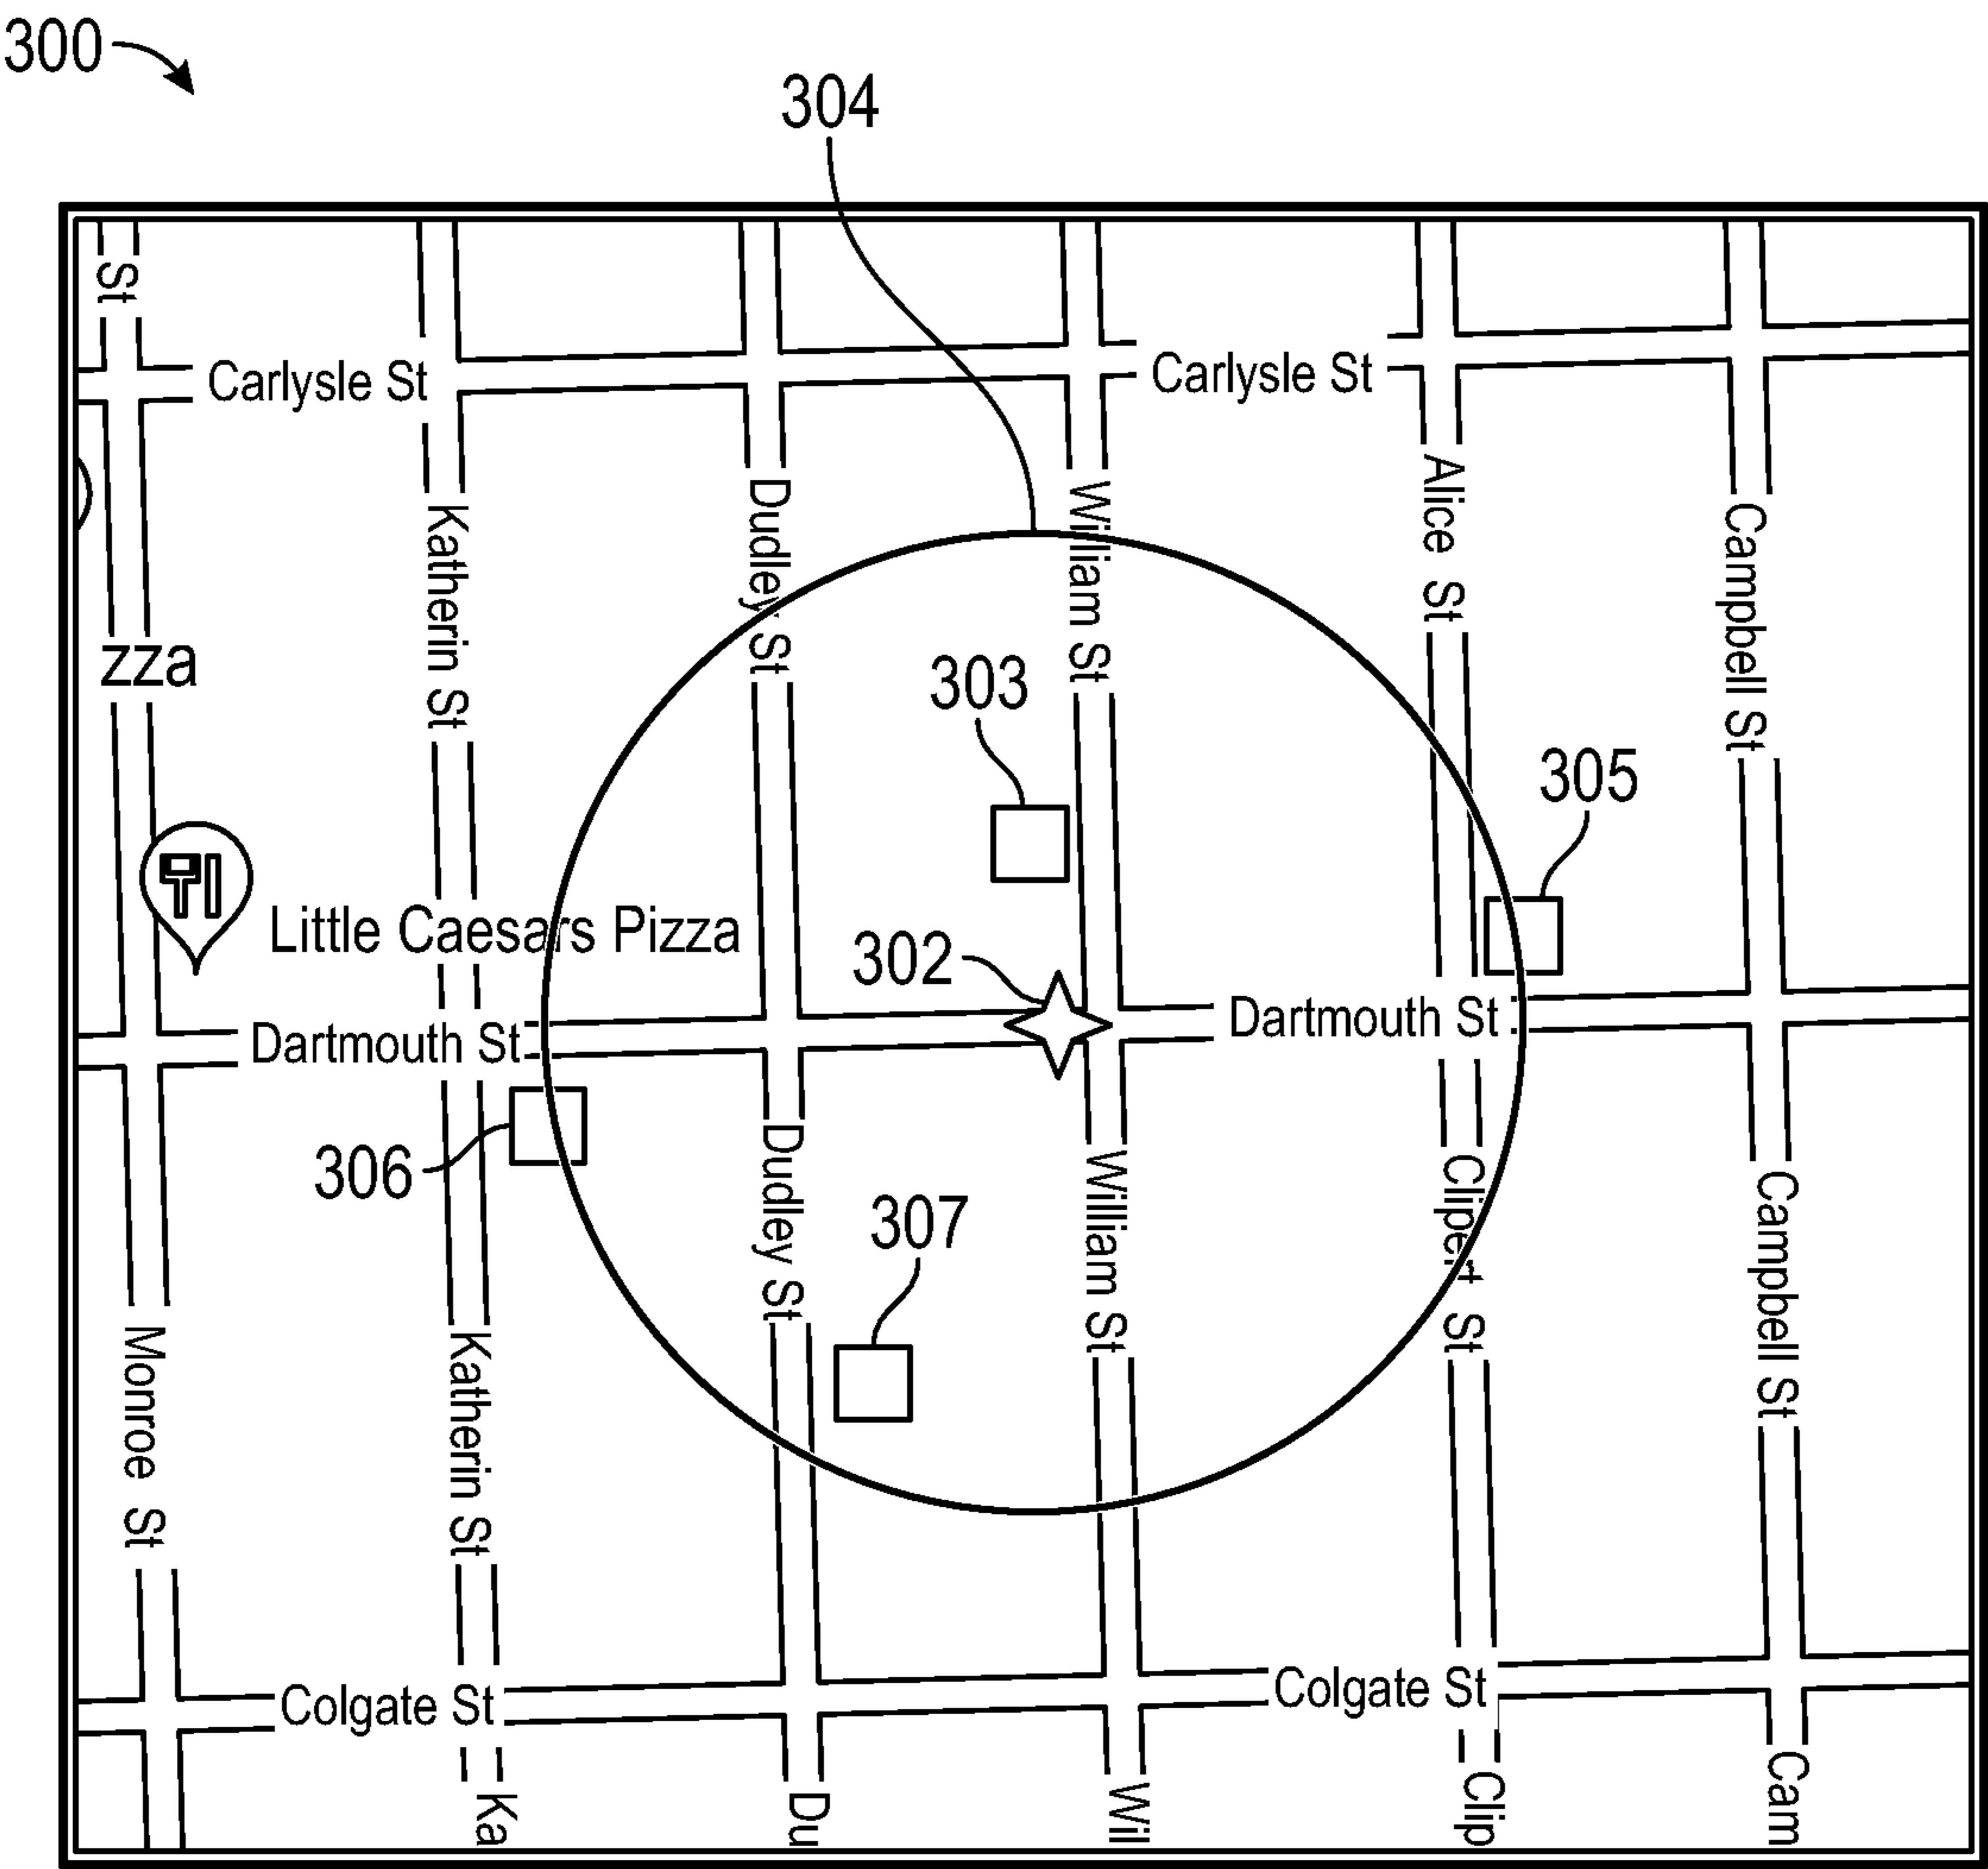 300
304
St
Carlysle St
Carlysle St
Katherin St
Dudley St
William St
Alice St
Campbell St
zza
303
305
Little Caesars Pizza
302
Dartmouth St
Dartmouth St
306
307
Monroe St
Katherin St
Dudley St
William St
Clipert St
Campbell St
Colgate St
Colgate St
Ka
Du
Wil
Clip
Cam